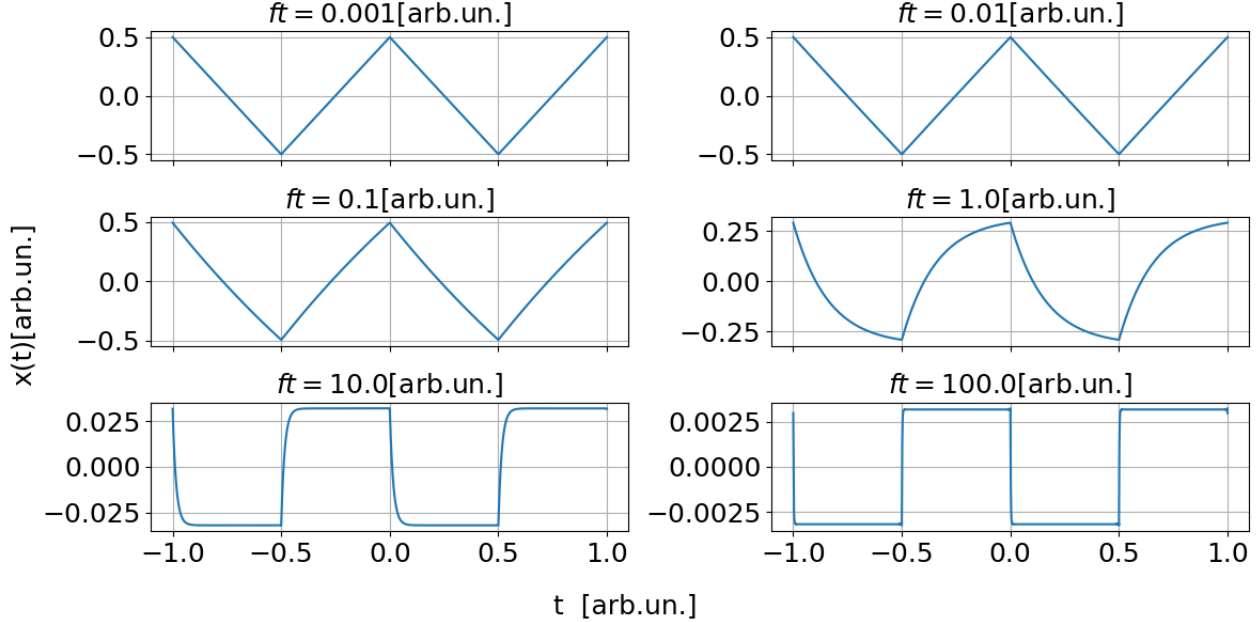 ft = 0.001[arb.un.]
0.5
0.0
−0.5
ft = 0.01[arb.un.]
0.5
0.0
−0.5
ft = 0.1[arb.un.]
0.5
0.0
−0.5
ft = 1.0[arb.un.]
0.25
0.00
−0.25
x(t)[arb.un.]
ft = 10.0[arb.un.]
0.025
0.000
−0.025
−1.0 −0.5 0.0 0.5 1.0
ft = 100.0[arb.un.]
0.0025
0.0000
−0.0025
−1.0 −0.5 0.0 0.5 1.0
t [arb.un.]